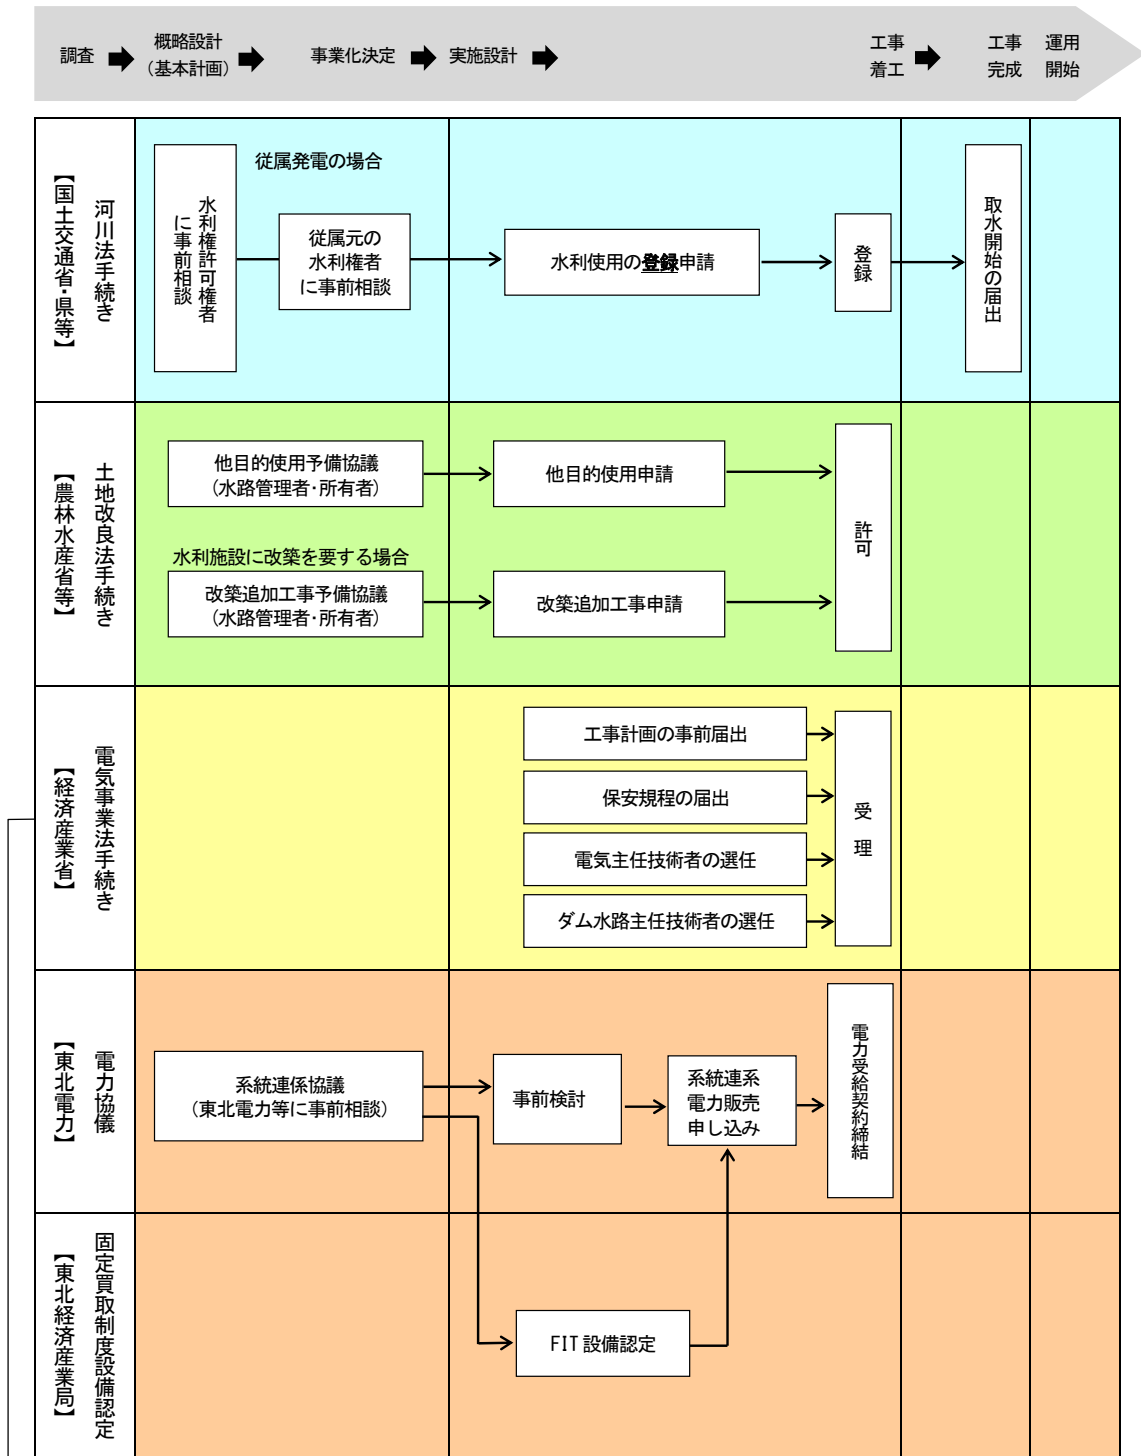 調査
概略設計
(基本計画)
事業化決定
実施設計
工事
着工
工事
完成
運用
開始
河川法手続き
【国土交通省・県等】
水利権許可権者
に事前相談
従属発電の場合
従属元の
水利権者
に事前相談
水利使用の登録申請
登録
取水開始の届出
土地改良法手続き
【農林水産省等】
他目的使用予備協議
(水路管理者・所有者)
他目的使用申請
水利施設に改築を要する場合
改築追加工事予備協議
(水路管理者・所有者)
改築追加工事申請
許可
電気事業法手続き
【経済産業省】
工事計画の事前届出
保安規程の届出
電気主任技術者の選任
ダム水路主任技術者の選任
受理
電力協儀
【東北電力】
系統連係協議
(東北電力等に事前相談)
事前検討
系統連系
電力販売
申し込み
電力受給契約締結
固定買取制度設備認定
【東北経済産業局】
FIT 設備認定